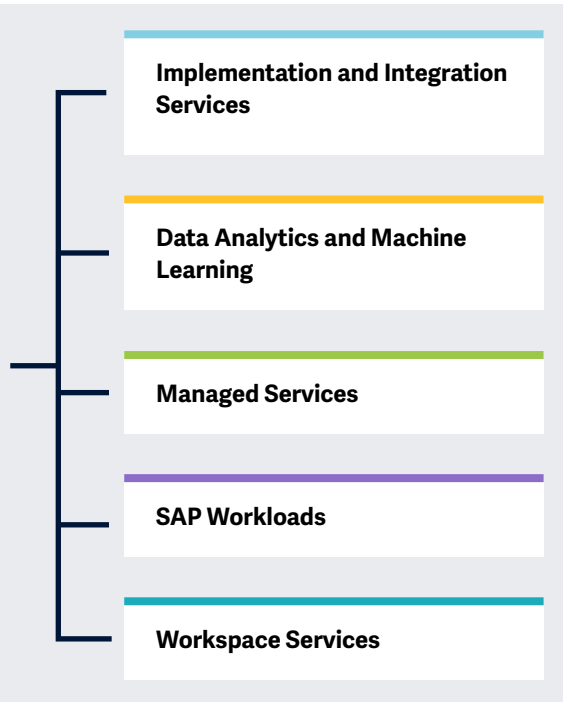 Implementation and Integration
Services
Data Analytics and Machine
Learning
Managed Services
SAP Workloads
Workspace Services